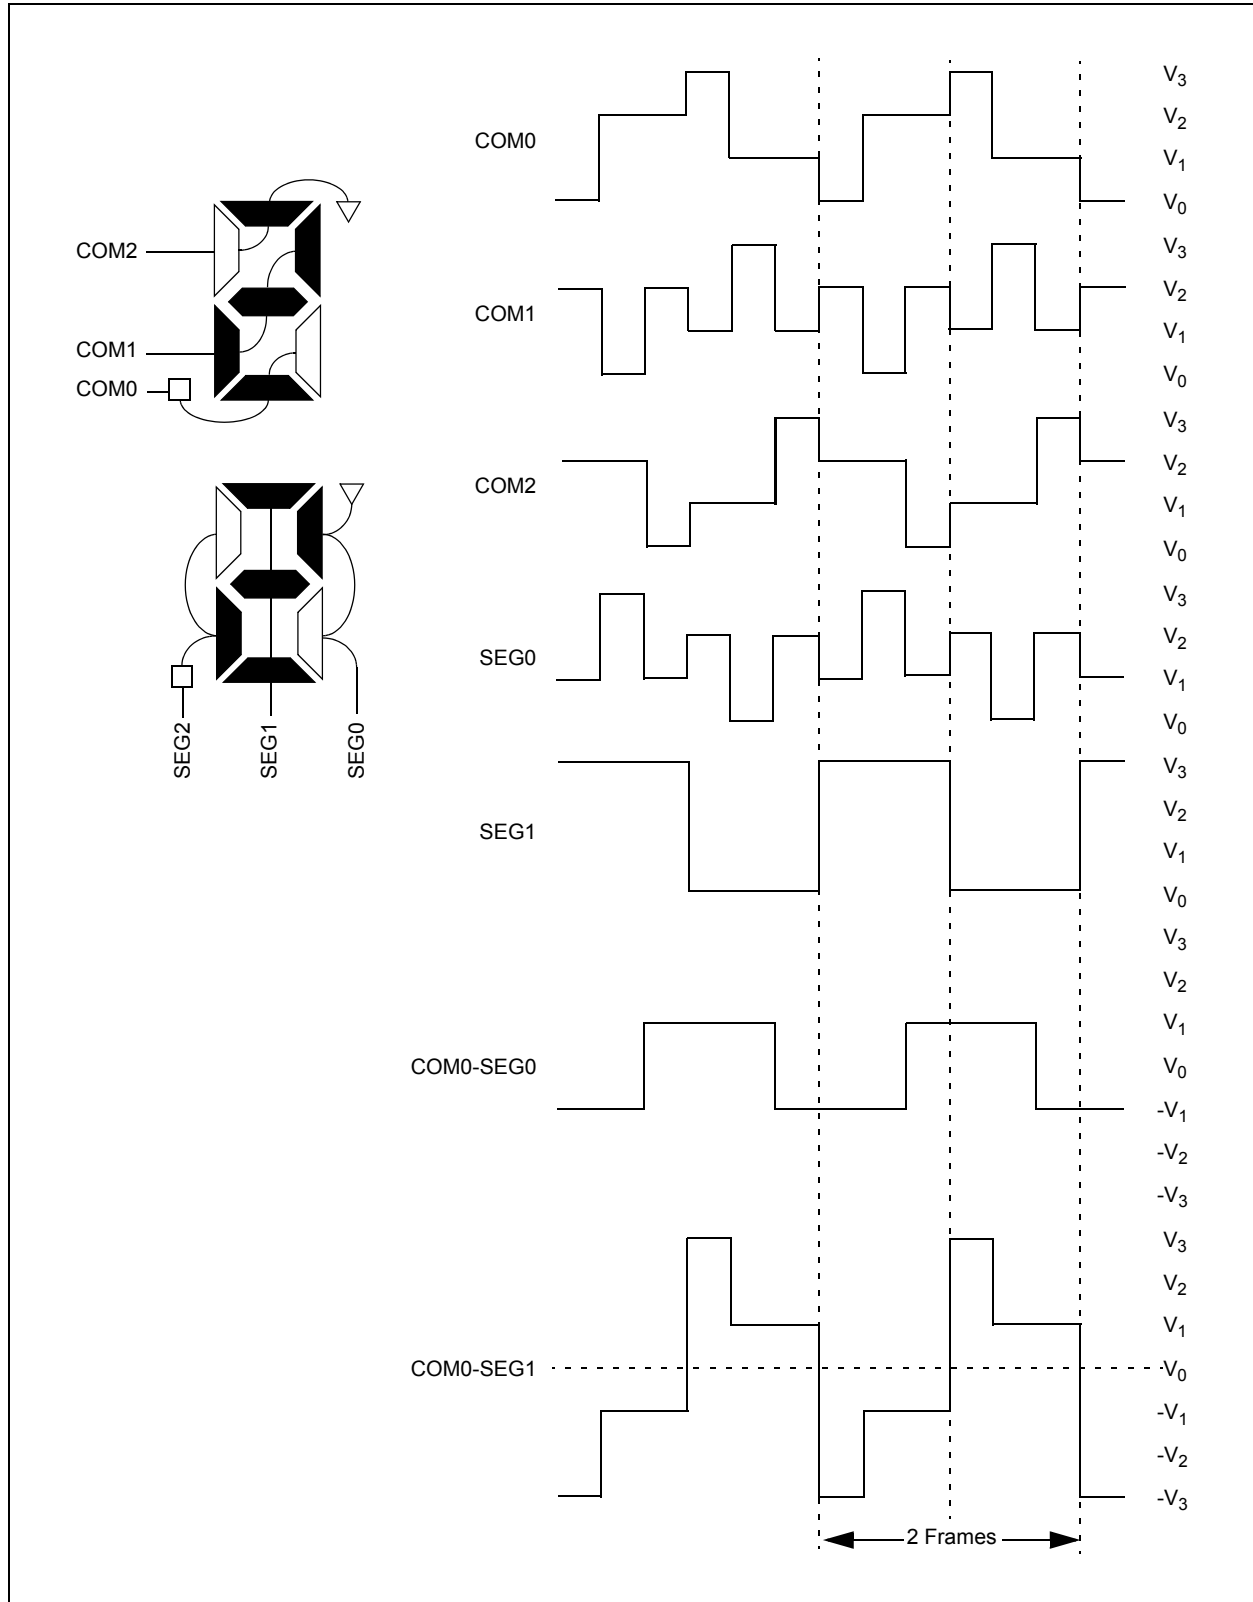 COM2
COM1
COM0
SEG2
SEG1
SEG0
COM0
V3
V2
V1
V0
COM1
V3
V2
V1
V0
COM2
V3
V2
V1
V0
SEG0
V3
V2
V1
V0
SEG1
V3
V2
V1
V0
COM0-SEG0
V3
V2
V1
V0
-V1
-V2
-V3
COM0-SEG1
V3
V2
V1
V0
-V1
-V2
-V3
2 Frames